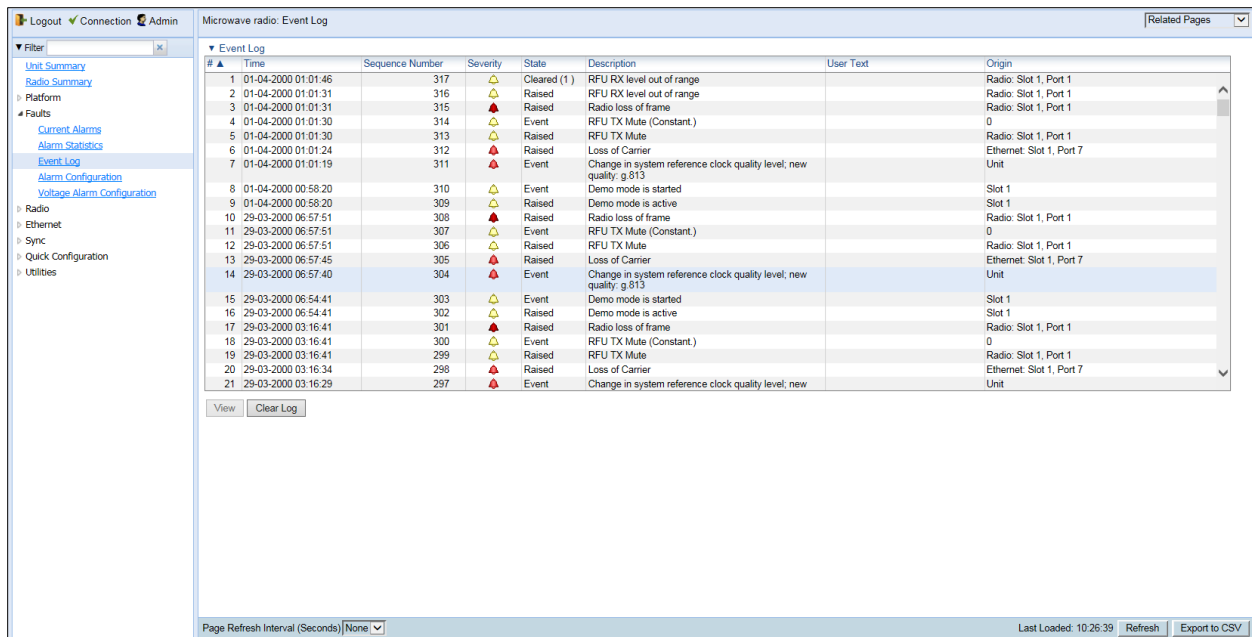 Logout Connection Admin
Microwave radio: Event Log
Related Pages
Filter
Unit Summary
Radio Summary
Platform
Faults
Current Alarms
Alarm Statistics
Event Log
Alarm Configuration
Voltage Alarm Configuration
Radio
Ethernet
Sync
Quick Configuration
Utilities
Event Log
# Time Sequence Number Severity State Description User Text Origin
1 01-04-2000 01:01:46 317 Cleared (1 ) RFU RX level out of range Radio: Slot 1, Port 1
2 01-04-2000 01:01:31 316 Raised RFU RX level out of range Radio: Slot 1, Port 1
3 01-04-2000 01:01:31 315 Raised Radio loss of frame Radio: Slot 1, Port 1
4 01-04-2000 01:01:30 314 Event RFU TX Mute (Constant.) 0
5 01-04-2000 01:01:30 313 Raised RFU TX Mute Radio: Slot 1, Port 1
6 01-04-2000 01:01:24 312 Raised Loss of Carrier Ethernet: Slot 1, Port 7
7 01-04-2000 01:01:19 311 Event Change in system reference clock quality level; new Unit
quality: g.813
8 01-04-2000 00:58:20 310 Event Demo mode is started Slot 1
9 01-04-2000 00:58:20 309 Raised Demo mode is active Slot 1
10 29-03-2000 06:57:51 308 Raised Radio loss of frame Radio: Slot 1, Port 1
11 29-03-2000 06:57:51 307 Event RFU TX Mute (Constant.) 0
12 29-03-2000 06:57:51 306 Raised RFU TX Mute Radio: Slot 1, Port 1
13 29-03-2000 06:57:45 305 Raised Loss of Carrier Ethernet: Slot 1, Port 7
14 29-03-2000 06:57:40 304 Event Change in system reference clock quality level; new Unit
quality: g.813
15 29-03-2000 06:54:41 303 Event Demo mode is started Slot 1
16 29-03-2000 06:54:41 302 Raised Demo mode is active Slot 1
17 29-03-2000 03:16:41 301 Raised Radio loss of frame Radio: Slot 1, Port 1
18 29-03-2000 03:16:41 300 Event RFU TX Mute (Constant.) 0
19 29-03-2000 03:16:41 299 Raised RFU TX Mute Radio: Slot 1, Port 1
20 29-03-2000 03:16:34 298 Raised Loss of Carrier Ethernet: Slot 1, Port 7
21 29-03-2000 03:16:29 297 Event Change in system reference clock quality level; new Unit
View Clear Log
Page Refresh Interval (Seconds) None Last Loaded: 10:26:39 Refresh Export to CSV